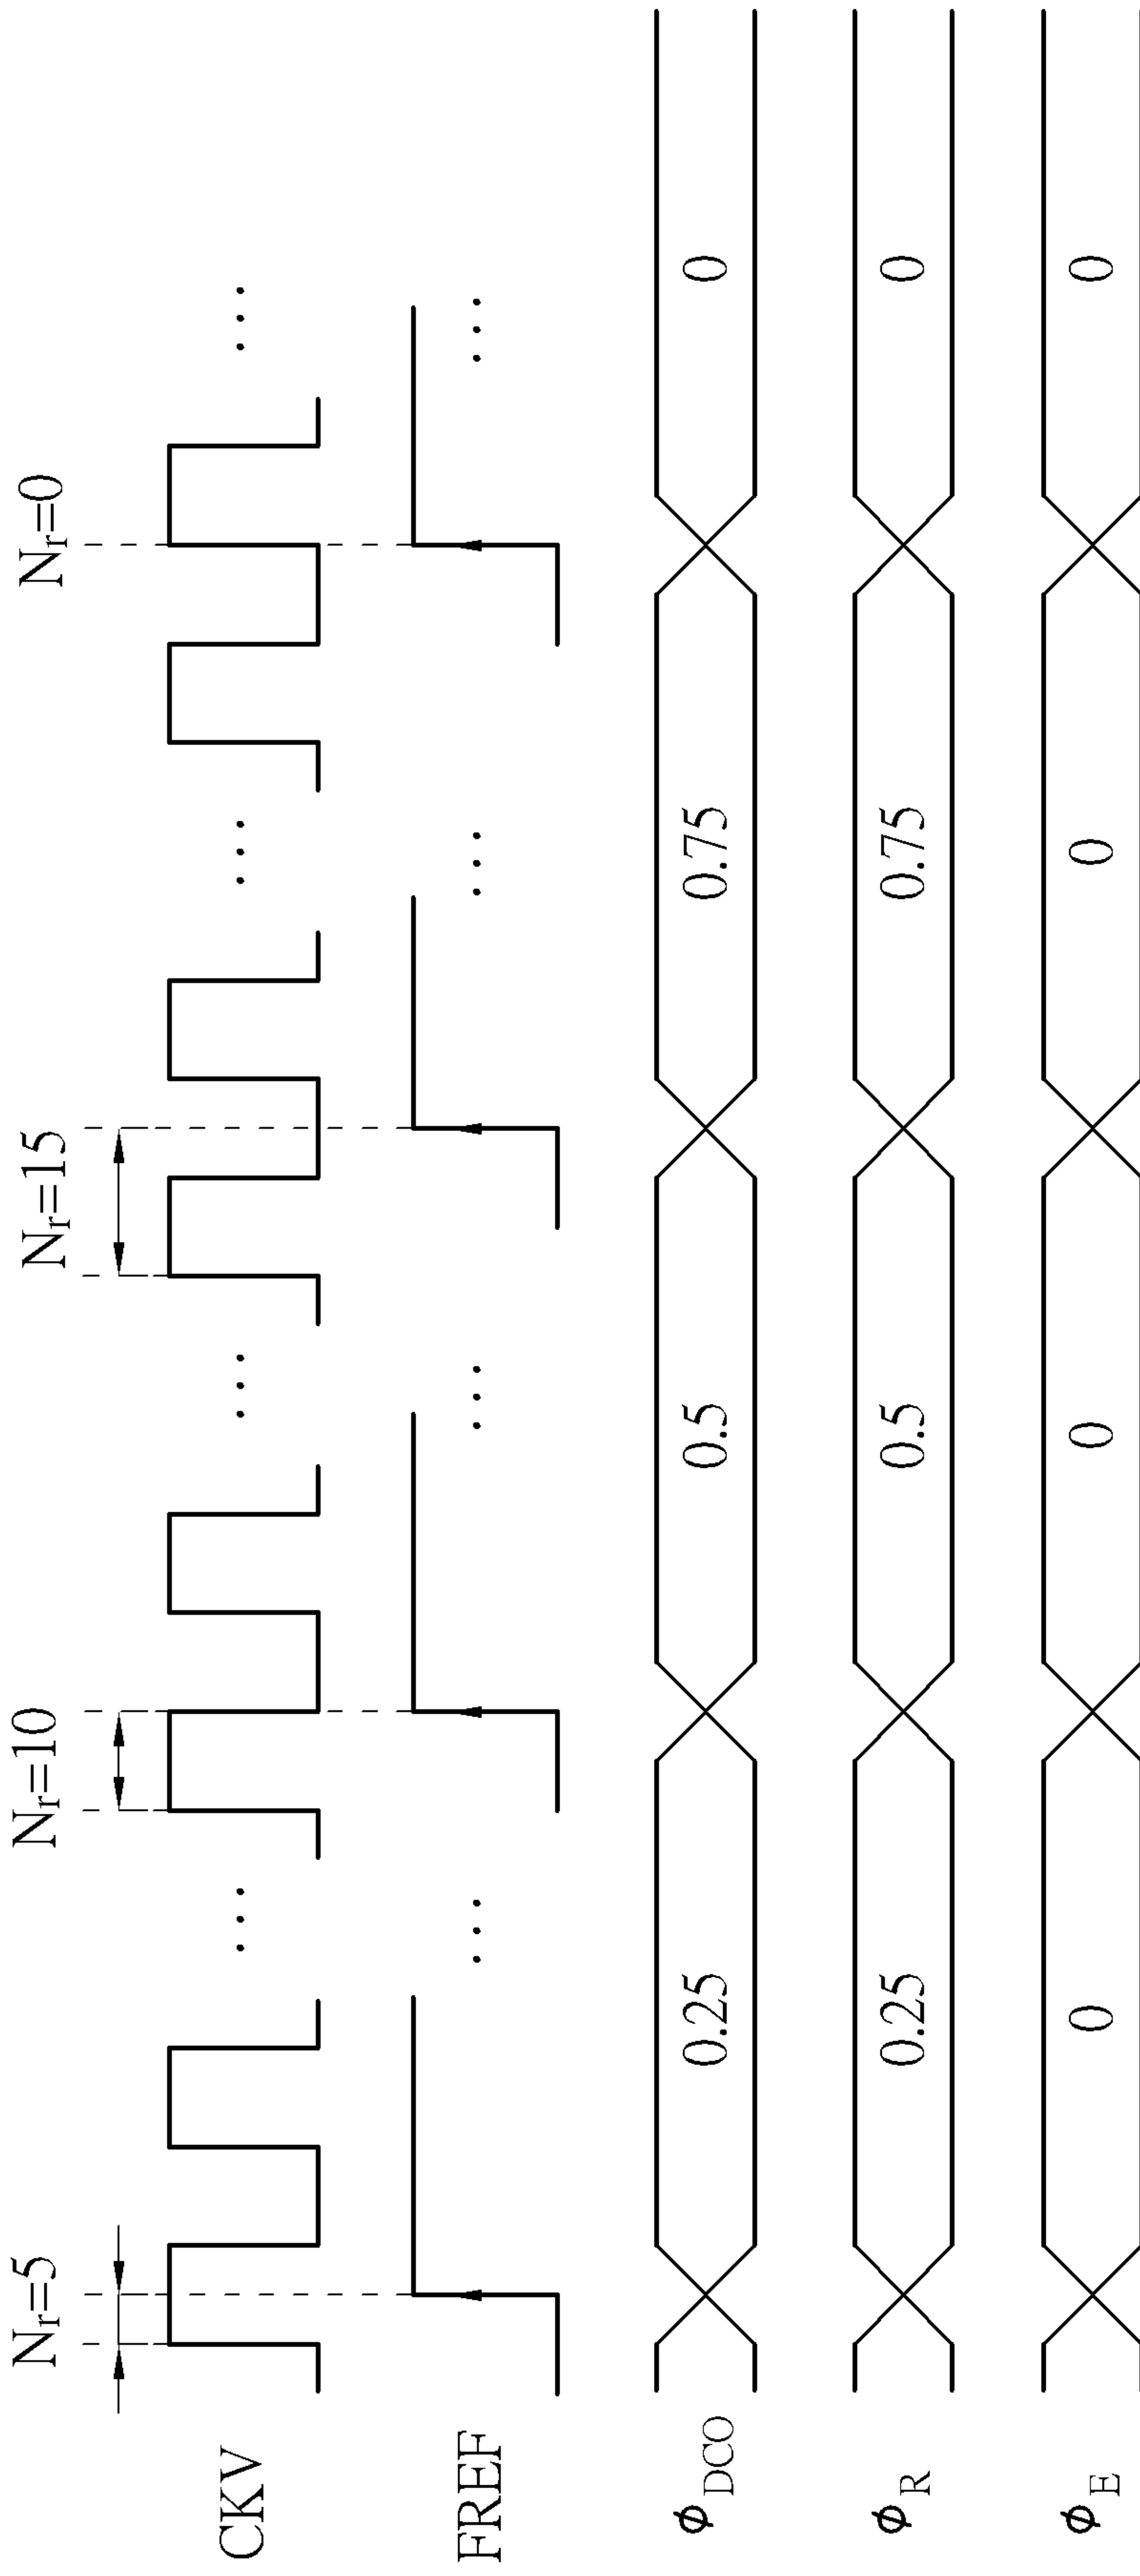 N_r=5 N_r=10 N_r=15 N_r=0
CKV ... ... ... ...
FREF ... ... ... ...
ϕ_DCO 0.25 0.5 0.75 0
ϕ_R 0.25 0.5 0.75 0
ϕ_E 0 0 0 0